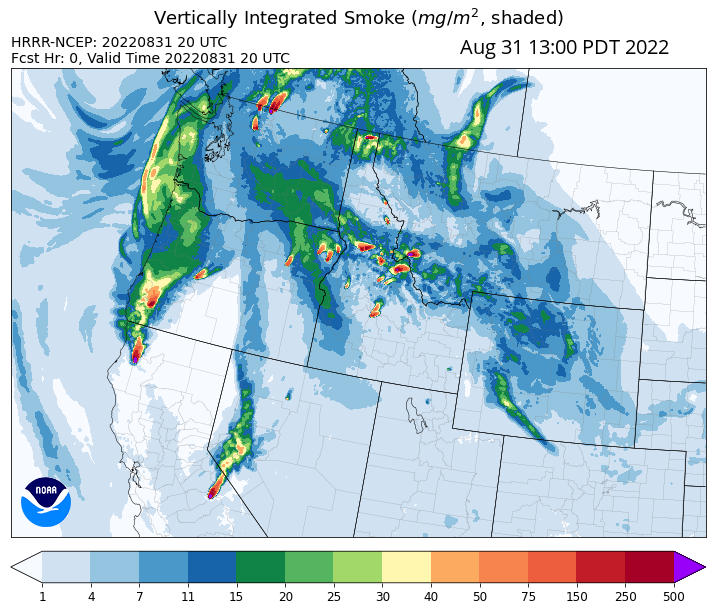 Vertically Integrated Smoke (mg/m², shaded)
HRRR-NCEP: 20220831 20 UTC
Fcst Hr: 0, Valid Time 20220831 20 UTC
Aug 31 13:00 PDT 2022
NOAA
1 4 7 11 15 20 25 30 40 50 75 150 250 500